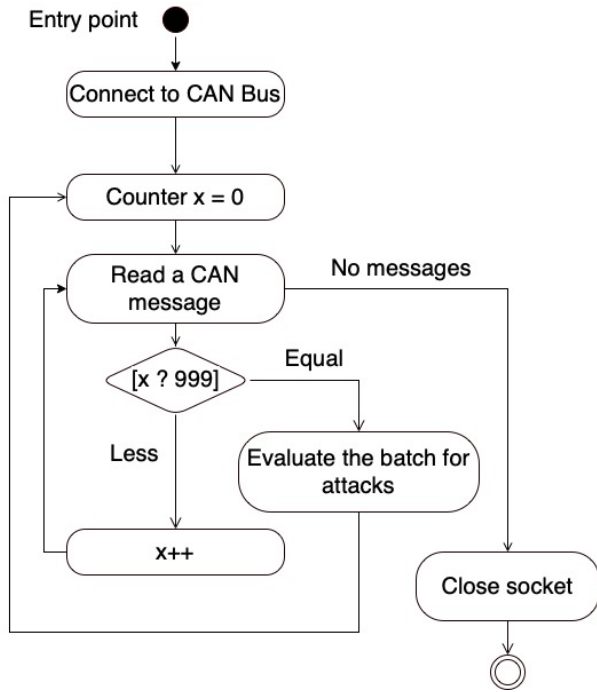 Entry point
Connect to CAN Bus
Counter x = 0
Read a CAN
message
No messages
[x ? 999]
Equal
Less
Evaluate the batch for
attacks
x++
Close socket